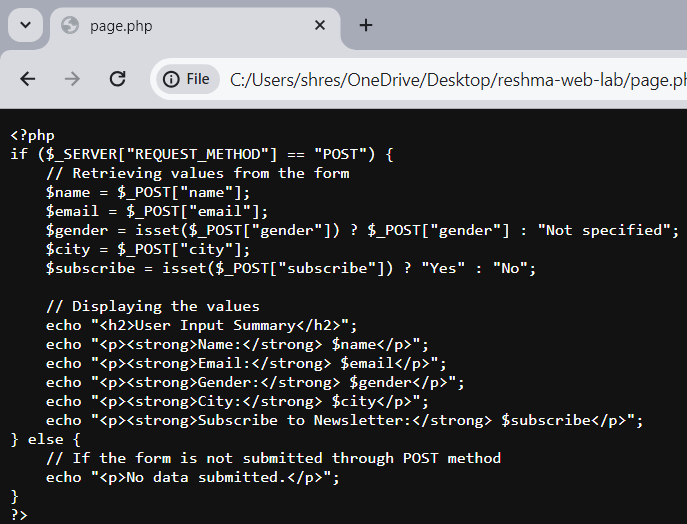 page.php
File C:/Users/shres/OneDrive/Desktop/reshma-web-lab/page.ph
<?php
if ($_SERVER["REQUEST_METHOD"] == "POST") {
    // Retrieving values from the form
    $name = $_POST["name"];
    $email = $_POST["email"];
    $gender = isset($_POST["gender"]) ? $_POST["gender"] : "Not specified";
    $city = $_POST["city"];
    $subscribe = isset($_POST["subscribe"]) ? "Yes" : "No";

    // Displaying the values
    echo "<h2>User Input Summary</h2>";
    echo "<p><strong>Name:</strong> $name</p>";
    echo "<p><strong>Email:</strong> $email</p>";
    echo "<p><strong>Gender:</strong> $gender</p>";
    echo "<p><strong>City:</strong> $city</p>";
    echo "<p><strong>Subscribe to Newsletter:</strong> $subscribe</p>";
} else {
    // If the form is not submitted through POST method
    echo "<p>No data submitted.</p>";
}
?>